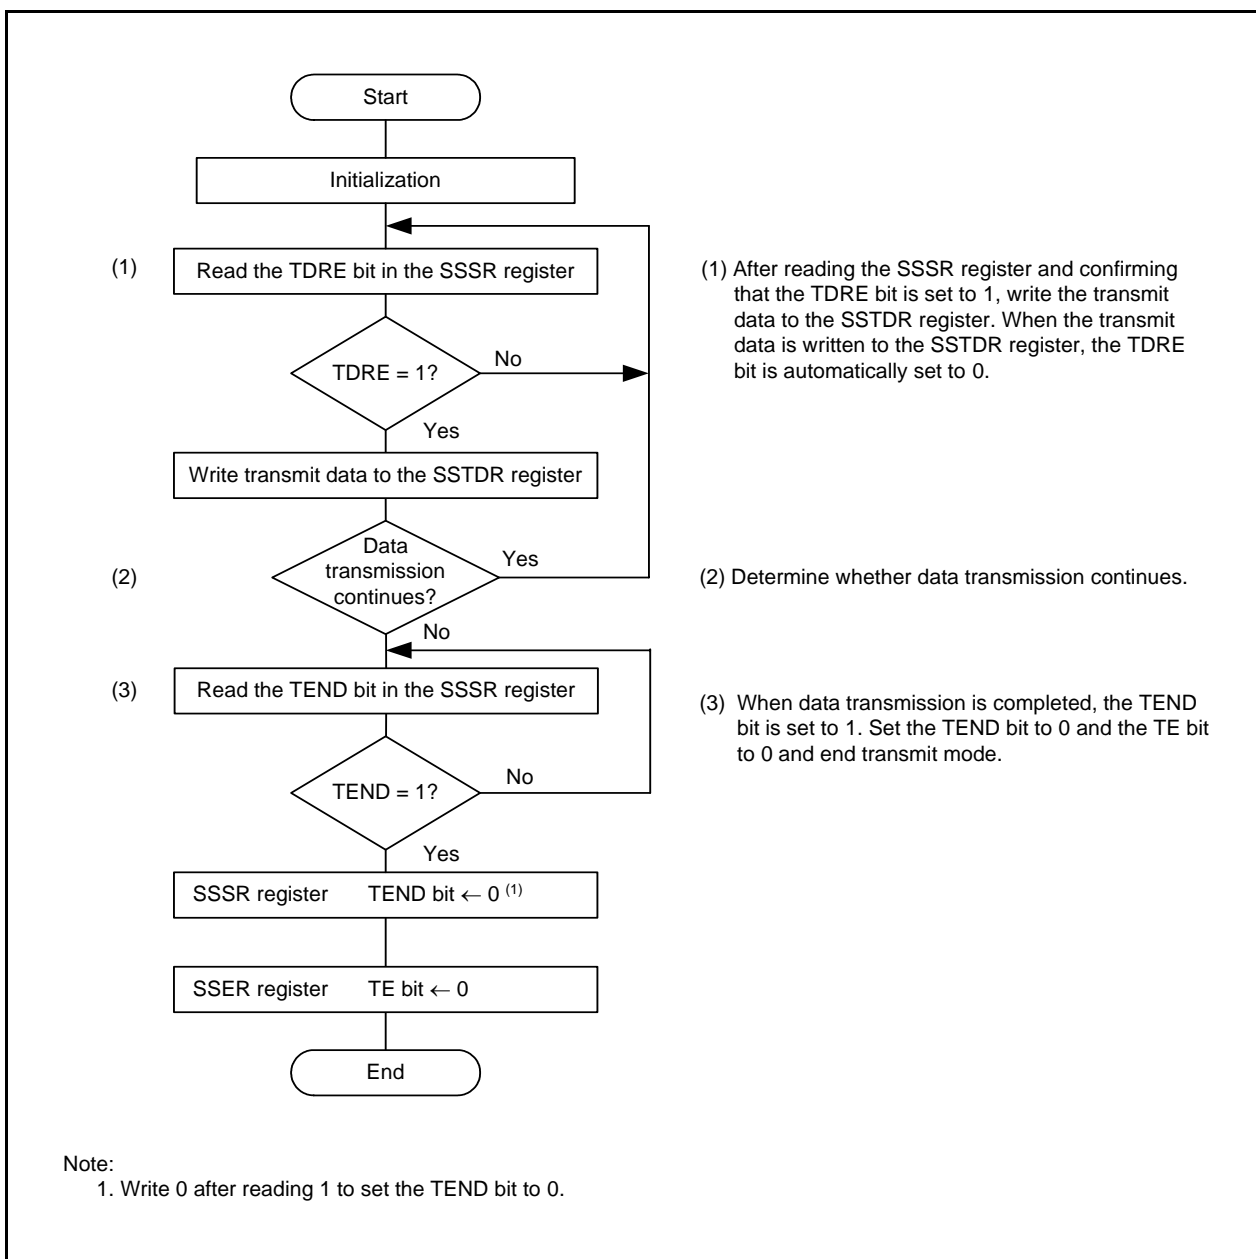 Start
Initialization
(1)
Read the TDRE bit in the SSSR register
(1) After reading the SSSR register and confirming
that the TDRE bit is set to 1, write the transmit
data to the SSTDR register. When the transmit
data is written to the SSTDR register, the TDRE
bit is automatically set to 0.
TDRE = 1?
No
Yes
Write transmit data to the SSTDR register
(2)
Data
transmission
continues?
Yes
(2) Determine whether data transmission continues.
No
(3)
Read the TEND bit in the SSSR register
(3) When data transmission is completed, the TEND
bit is set to 1. Set the TEND bit to 0 and the TE bit
to 0 and end transmit mode.
TEND = 1?
No
Yes
SSSR register TEND bit ← 0 (1)
SSER register TE bit ← 0
End
Note:
1. Write 0 after reading 1 to set the TEND bit to 0.